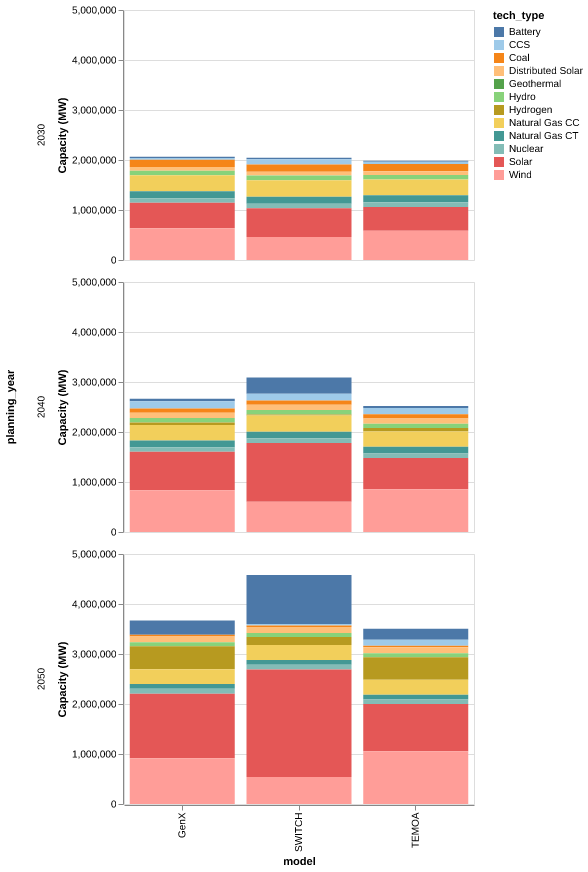 tech_type
Battery
CCS
Coal
Distributed Solar
Geothermal
Hydro
Hydrogen
Natural Gas CC
Natural Gas CT
Nuclear
Solar
Wind
planning_year
2030
Capacity (MW)
5,000,000
4,000,000
3,000,000
2,000,000
1,000,000
0
2040
Capacity (MW)
5,000,000
4,000,000
3,000,000
2,000,000
1,000,000
0
2050
Capacity (MW)
5,000,000
4,000,000
3,000,000
2,000,000
1,000,000
0
GenX
SWITCH
TEMOA
model